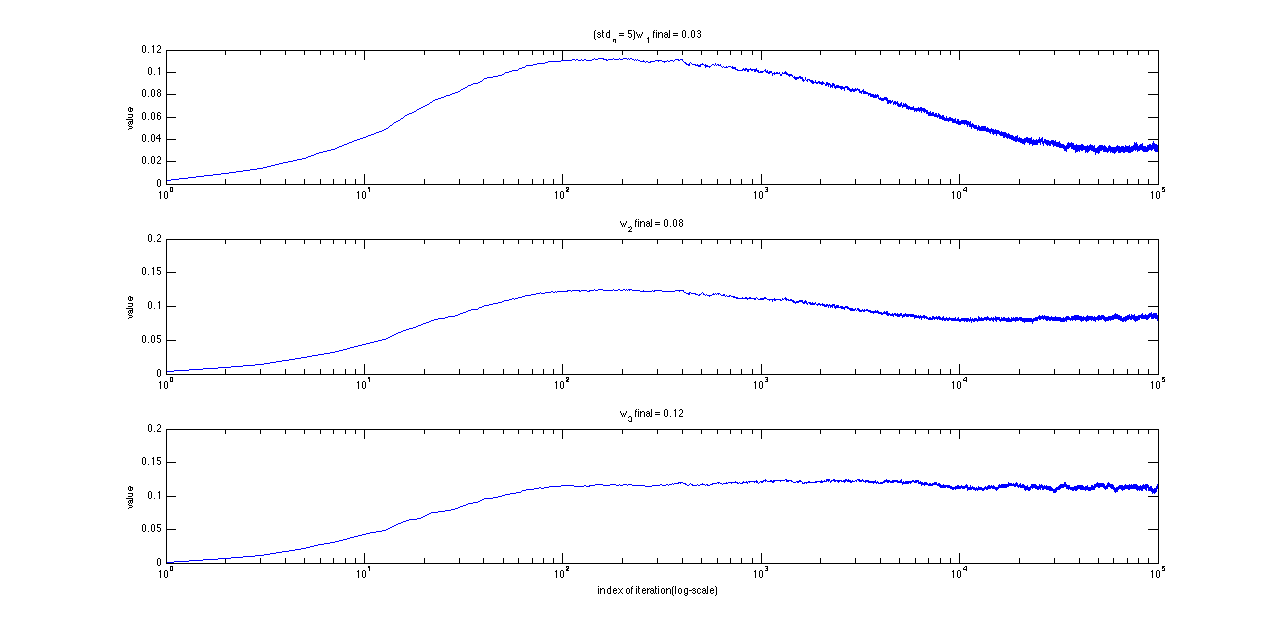 (std_n = 5)w_1 final = 0.03
0.12
0.1
0.08
0.06
0.04
0.02
0
value
10^0 10^1 10^2 10^3 10^4 10^5
w_2 final = 0.08
0.2
0.15
0.1
0.05
0
value
10^0 10^1 10^2 10^3 10^4 10^5
w_3 final = 0.12
0.2
0.15
0.1
0.05
0
value
10^0 10^1 10^2 10^3 10^4 10^5
index of iteration(log-scale)